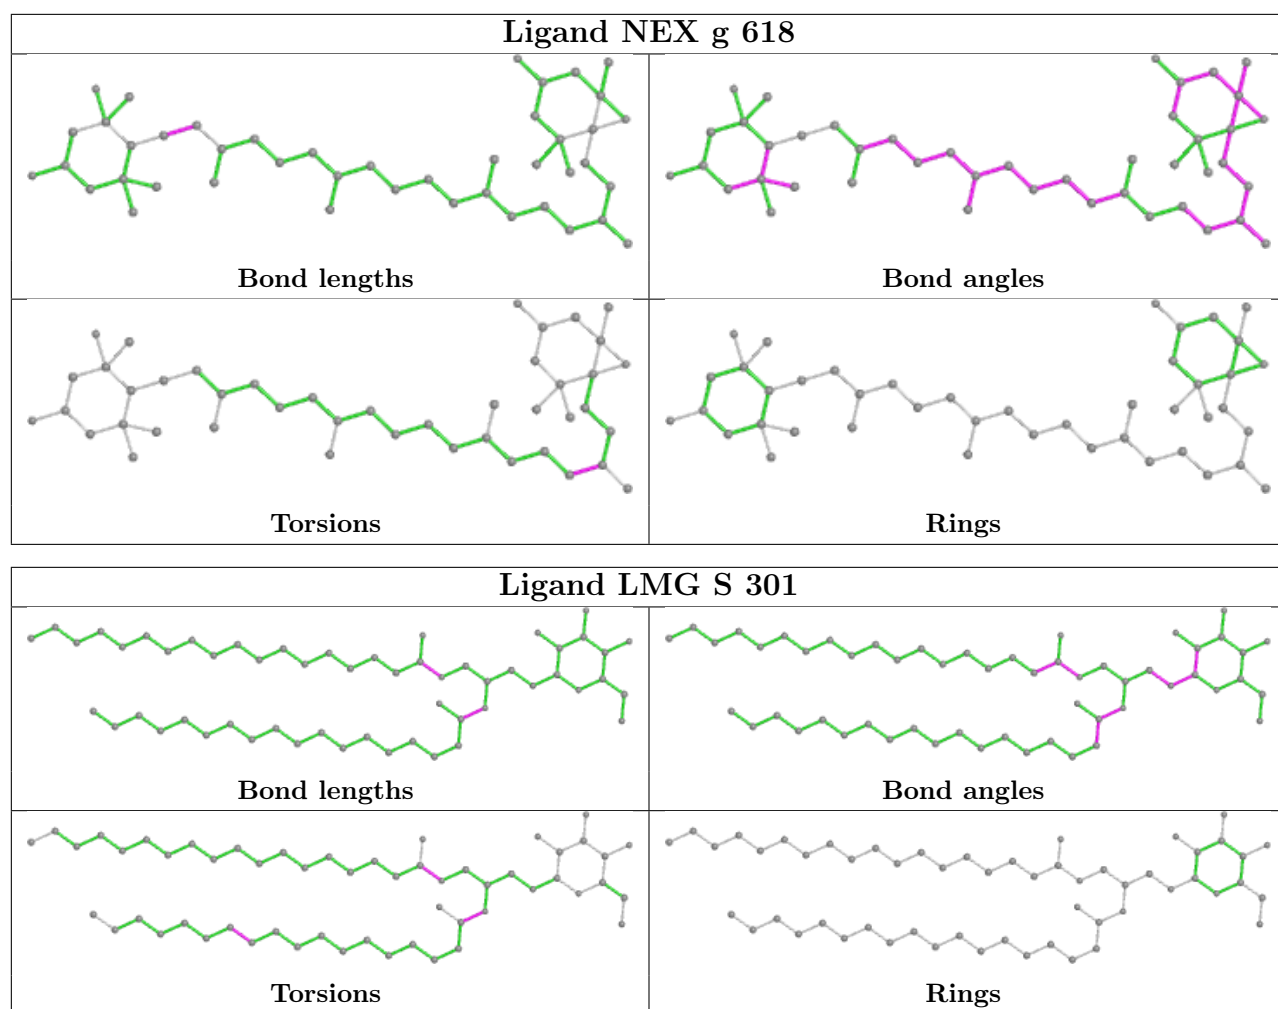 Ligand NEX g 618
Bond lengths
Bond angles
Torsions
Rings
Ligand LMG S 301
Bond lengths
Bond angles
Torsions
Rings